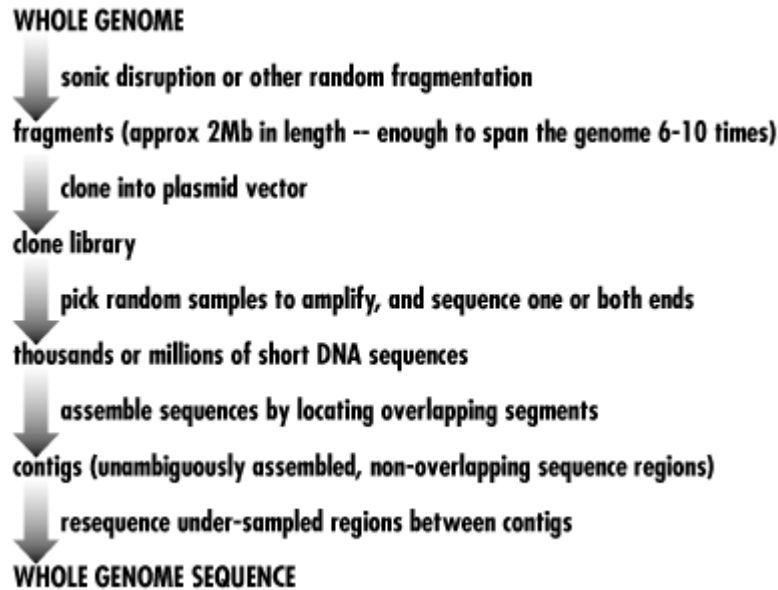 WHOLE GENOME
sonic disruption or other random fragmentation
fragments (approx 2Mb in length -- enough to span the genome 6-10 times)
clone into plasmid vector
clone library
pick random samples to amplify, and sequence one or both ends
thousands or millions of short DNA sequences
assemble sequences by locating overlapping segments
contigs (unambiguously assembled, non-overlapping sequence regions)
resequence under-sampled regions between contigs
WHOLE GENOME SEQUENCE